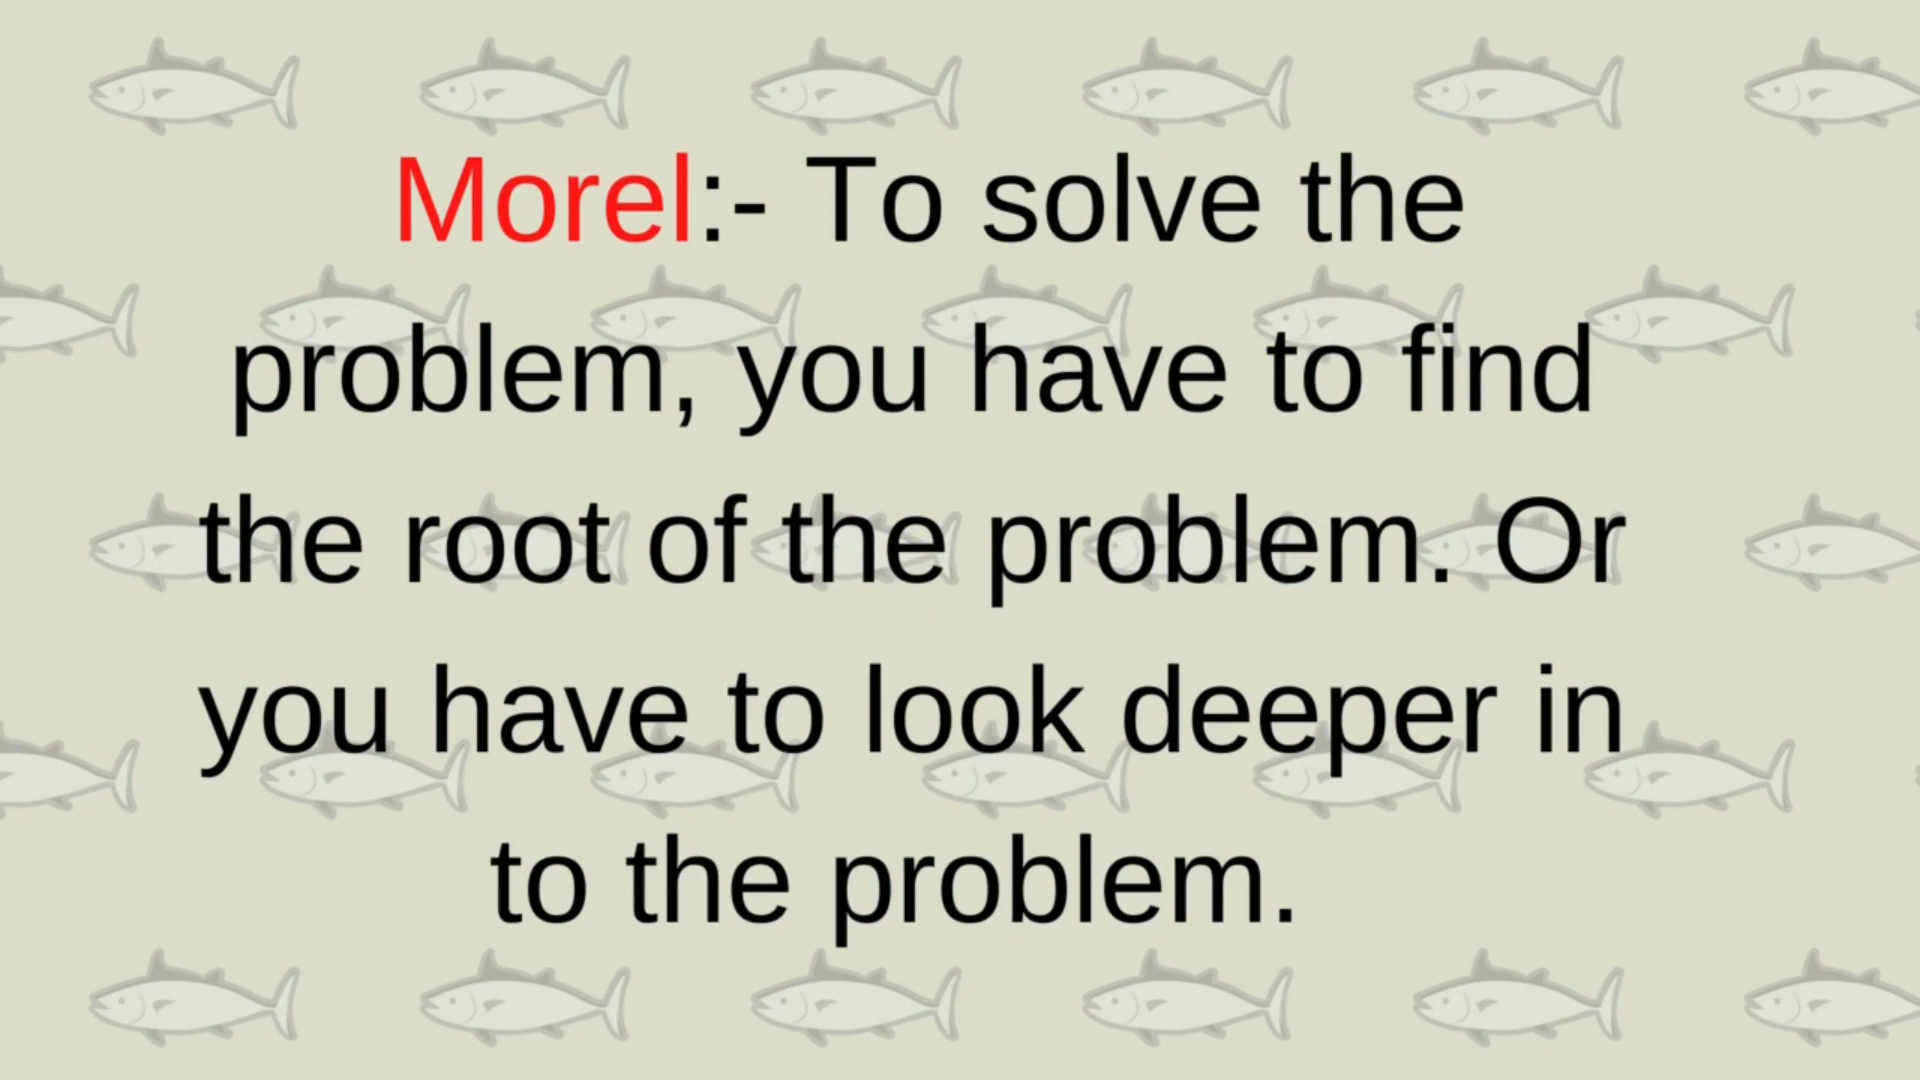 Morel:- To solve the
problem, you have to find
the root of the problem. Or
you have to look deeper in
to the problem.